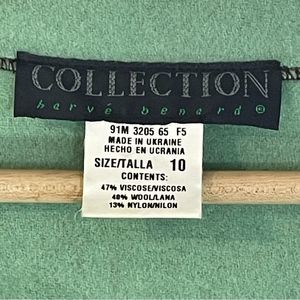 COLLECTION
harvé benard®
91M 3205 65 F5
MADE IN UKRAINE
HECHO EN UCRANIA
SIZE/TALLA 10
CONTENTS:
47% VISCOSE/VISCOSA
40% WOOL/LANA
13% NYLON/NILON